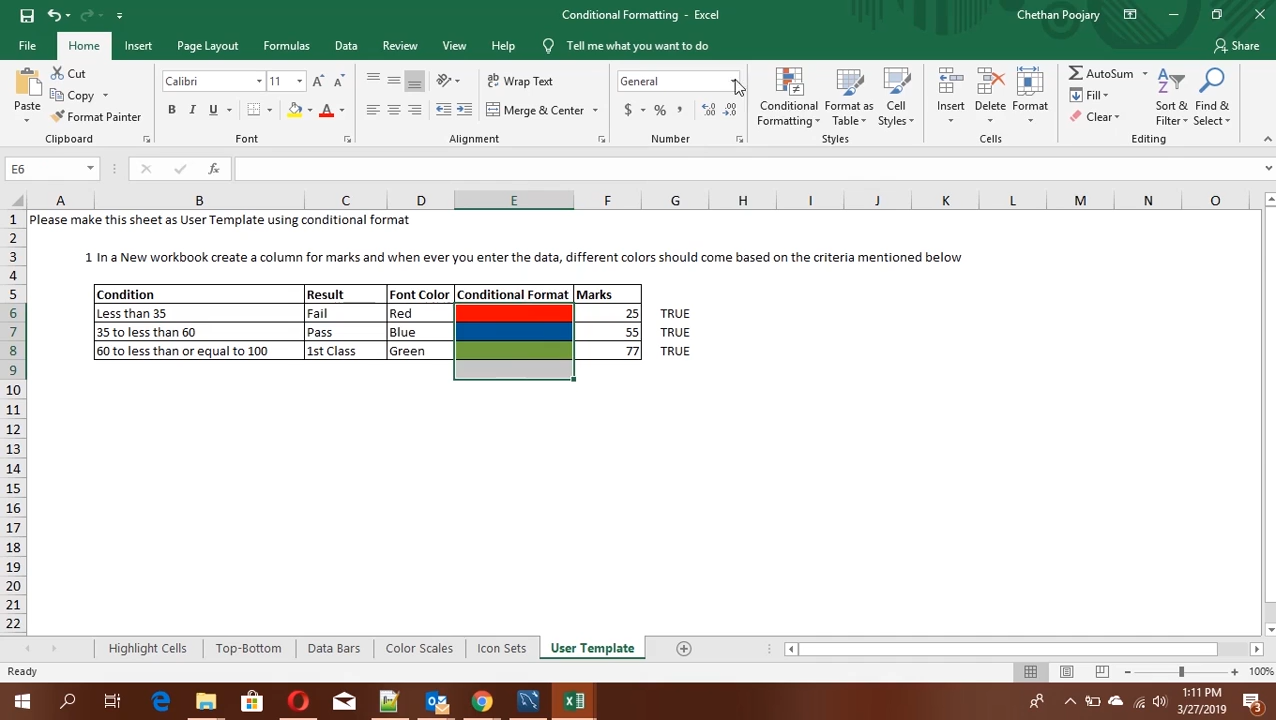 Conditional Formatting - Excel
Chethan Poojary
File Home Insert Page Layout Formulas Data Review View Help Tell me what you want to do Share
Paste
Cut
Copy
Format Painter
Clipboard
Calibri 11
B I U A
Font
Wrap Text
Merge & Center
Alignment
General
$ % ,
Number
Conditional Formatting
Format as Table
Cell Styles
Styles
Insert Delete Format
Cells
AutoSum
Fill
Clear
Sort & Filter
Find & Select
Editing
E6 fx
A B C D E F G H I J K L M N O
1 Please make this sheet as User Template using conditional format
2
3 1 In a New workbook create a column for marks and when ever you enter the data, different colors should come based on the criteria mentioned below
4
5 Condition Result Font Color Conditional Format Marks
6 Less than 35 Fail Red 25 TRUE
7 35 to less than 60 Pass Blue 55 TRUE
8 60 to less than or equal to 100 1st Class Green 77 TRUE
9
10
11
12
13
14
15
16
17
18
19
20
21
22
Highlight Cells Top-Bottom Data Bars Color Scales Icon Sets User Template
Ready 100%
1:11 PM
3/27/2019
3